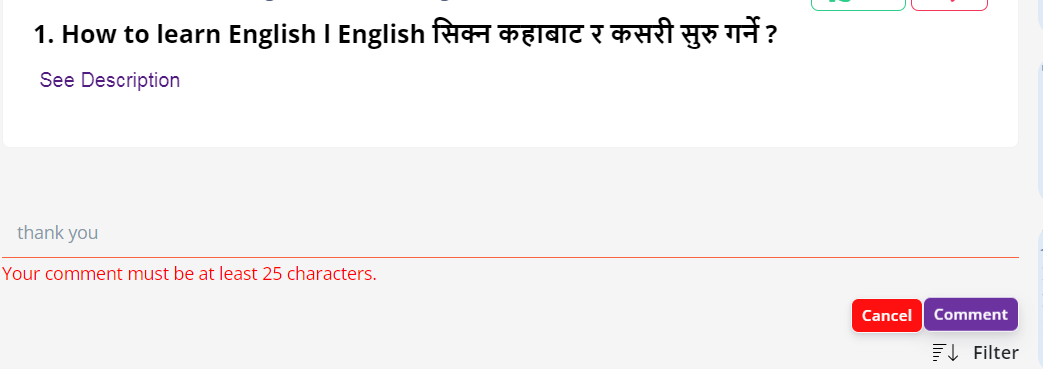 1. How to learn English l English सिक्न कहाबाट र कसरी सुरु गर्ने ?
See Description
thank you
Your comment must be at least 25 characters.
Cancel Comment
Filter